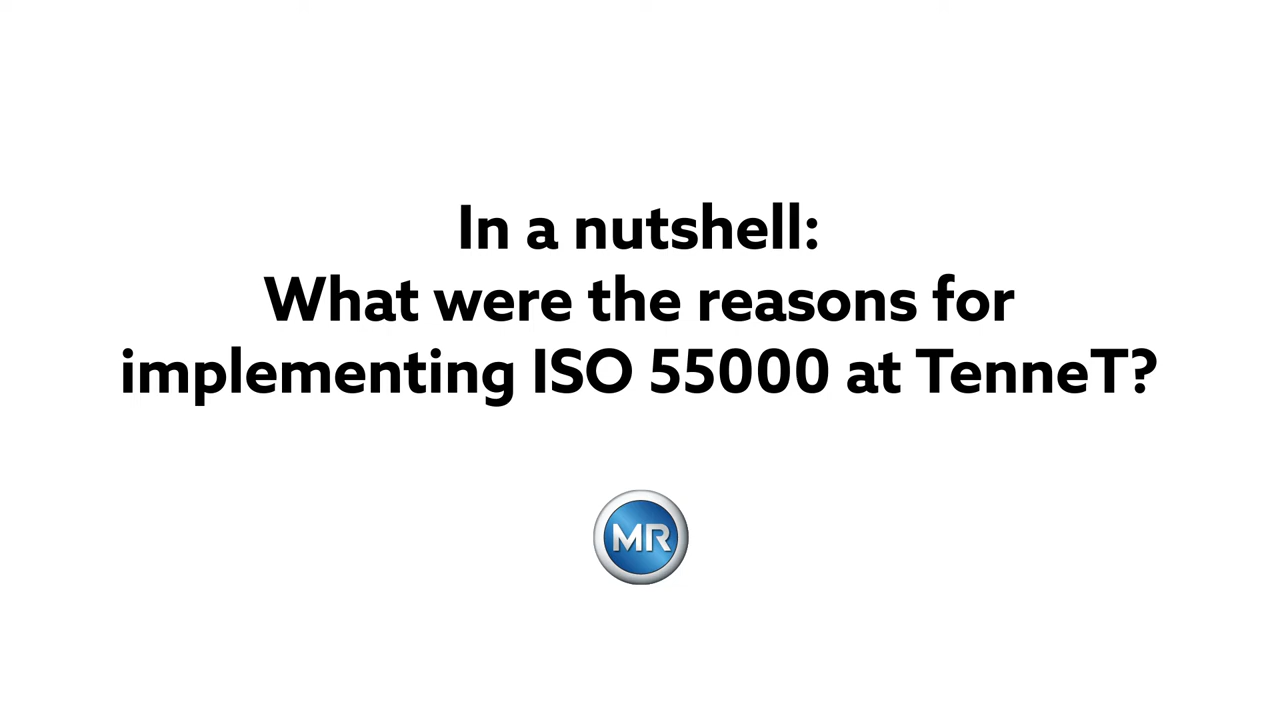 In a nutshell:
What were the reasons for
implementing ISO 55000 at TenneT?
MR